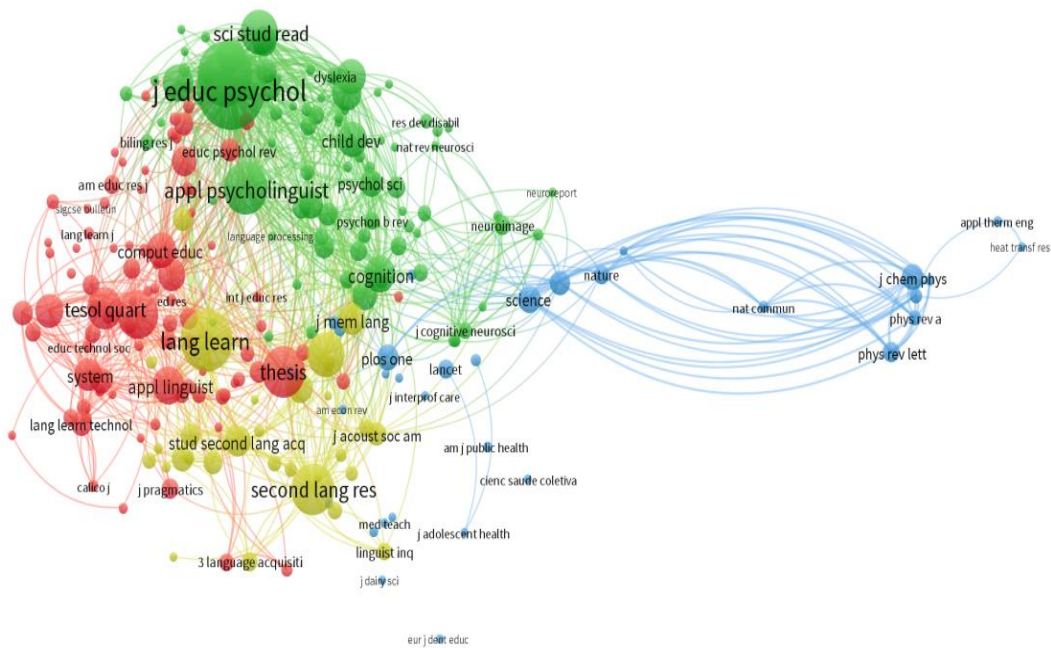 sci stud read
dyslexia
j educ psychol
res dev disabil
biling res j
child dev
nat rev neurosci
educ psychol rev
am educ res j
psychol sci
appl psycholinguist
neuroreport
sigcse bulletin
psychon b rev
neuroimage
appl therm eng
lang learn j
language processing
heat transf res
comput educ
cognition
nature
j chem phys
int j educ res
science
ed res
tesol quart
nat commun
j mem lang
phys rev a
j cognitive neurosci
lang learn
educ technol soc
plos one
phys rev lett
lancet
thesis
system
appl linguist
j interprof care
am econ rev
lang learn technol
j acoust soc am
stud second lang acq
am j public health
cienc saude coletiva
calico j
j pragmatics
second lang res
med teach
j adolescent health
linguist inq
3 language acquisiti
j dairy sci
eur j dent educ